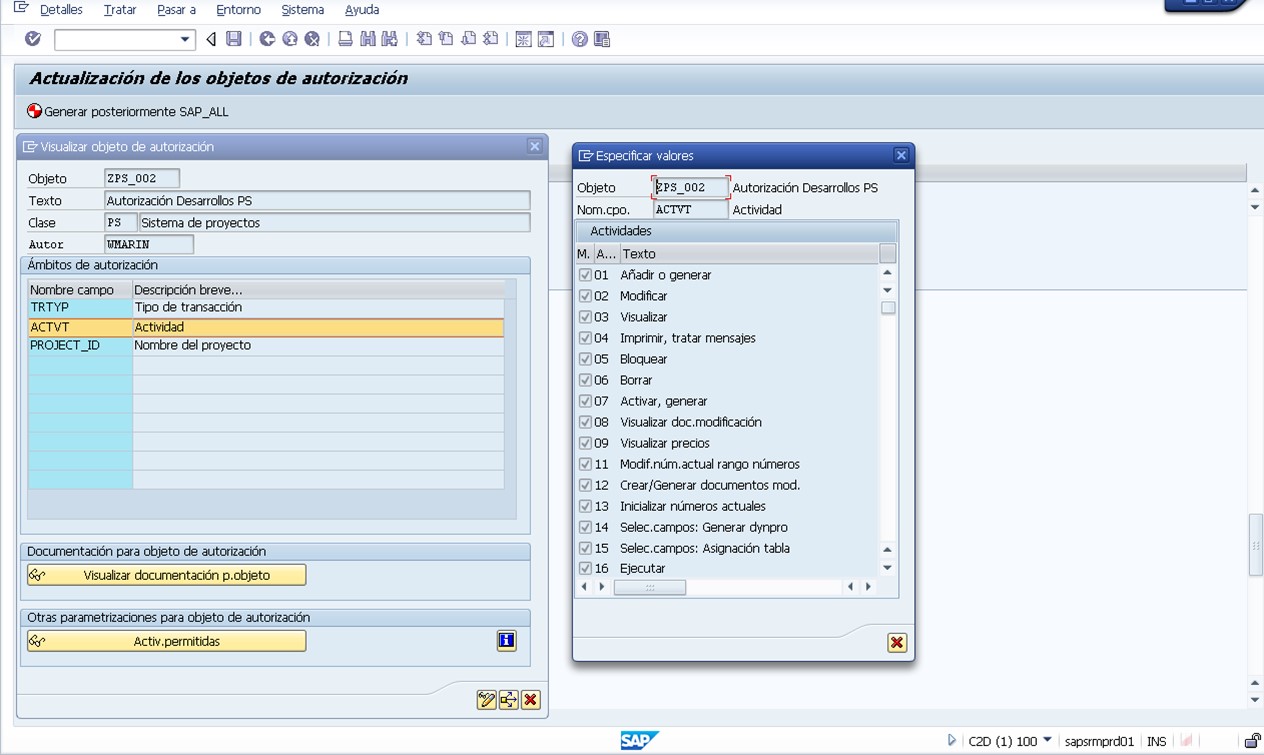 Detalles Tratar Pasar a Entorno Sistema Ayuda
Actualización de los objetos de autorización
Generar posteriormente SAP_ALL
Visualizar objeto de autorización
Objeto ZPS_002
Texto Autorización Desarrollos PS
Clase PS Sistema de proyectos
Autor WMARIN
Ámbitos de autorización
Nombre campo Descripción breve...
TRTYP Tipo de transacción
ACTVT Actividad
PROJECT_ID Nombre del proyecto
Documentación para objeto de autorización
Visualizar documentación p.objeto
Otras parametrizaciones para objeto de autorización
Activ.permitidas
Especificar valores
Objeto ZPS_002 Autorización Desarrollos PS
Nom.cpo. ACTVT Actividad
Actividades
M. A... Texto
01 Añadir o generar
02 Modificar
03 Visualizar
04 Imprimir, tratar mensajes
05 Bloquear
06 Borrar
07 Activar, generar
08 Visualizar doc.modificación
09 Visualizar precios
11 Modif.núm.actual rango números
12 Crear/Generar documentos mod.
13 Inicializar números actuales
14 Selec.campos: Generar dynpro
15 Selec.campos: Asignación tabla
16 Ejecutar
SAP
C2D (1) 100 sapsrmprd01 INS